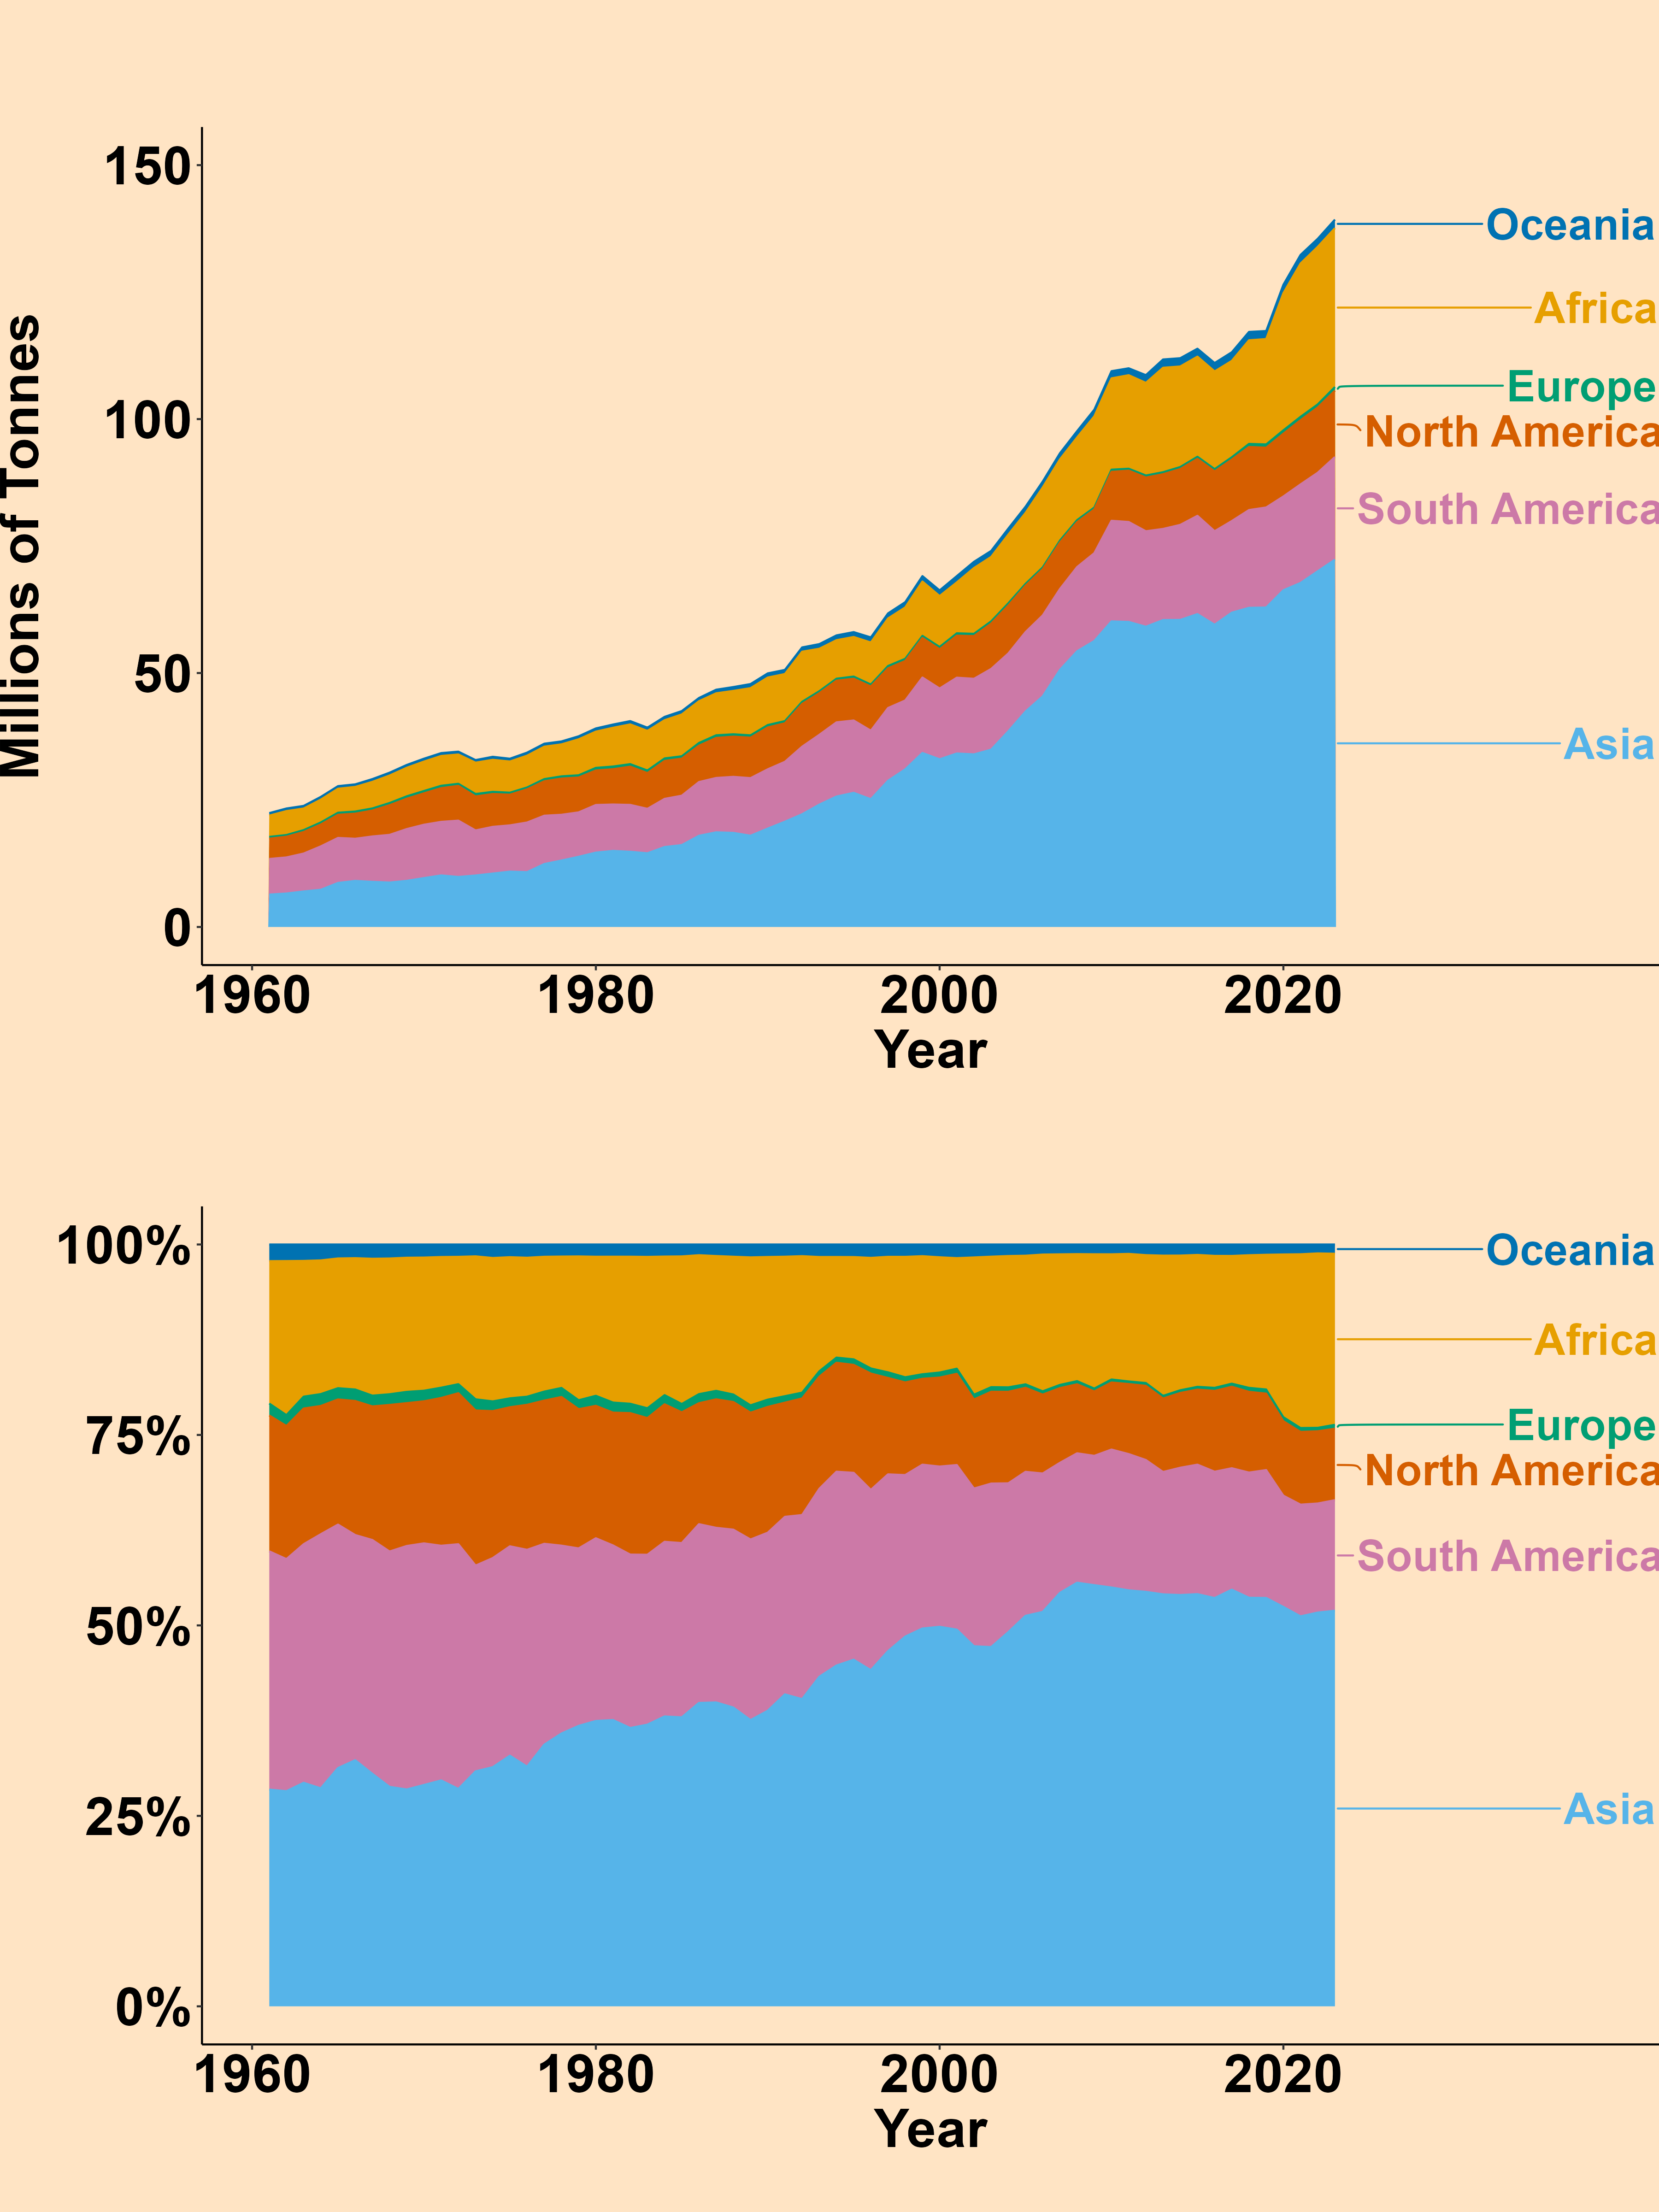 Millions of Tonnes
150
100
50
0
1960 1980 2000 2020
Year
Oceania
Africa
Europe
North America
South America
Asia
100%
75%
50%
25%
0%
1960 1980 2000 2020
Year
Oceania
Africa
Europe
North America
South America
Asia